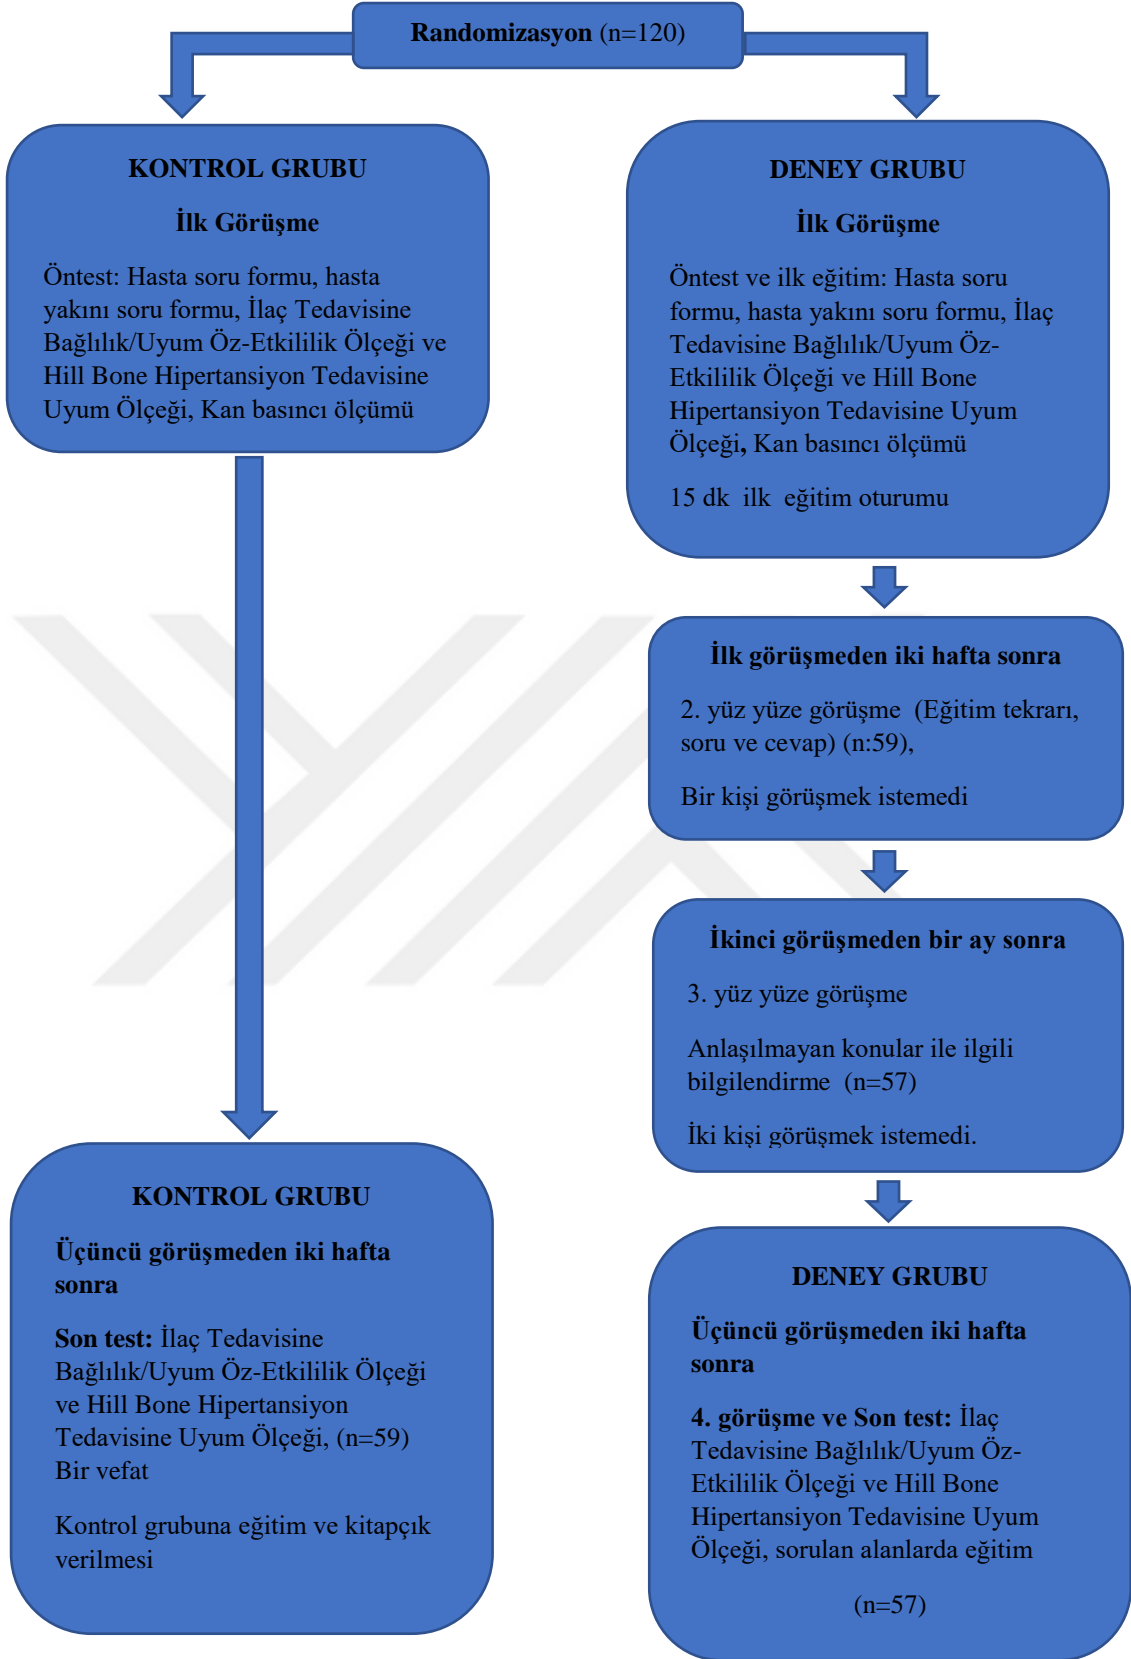 Randomizasyon (n=120)
KONTROL GRUBU
İlk Görüşme
Öntest: Hasta soru formu, hasta
yakını soru formu, İlaç Tedavisine
Bağlılık/Uyum Öz-Etkililik Ölçeği ve
Hill Bone Hipertansiyon Tedavisine
Uyum Ölçeği, Kan basıncı ölçümü
DENEY GRUBU
İlk Görüşme
Öntest ve ilk eğitim: Hasta soru
formu, hasta yakını soru formu, İlaç
Tedavisine Bağlılık/Uyum Öz-
Etkililik Ölçeği ve Hill Bone
Hipertansiyon Tedavisine Uyum
Ölçeği, Kan basıncı ölçümü
15 dk ilk eğitim oturumu
İlk görüşmeden iki hafta sonra
2. yüz yüze görüşme (Eğitim tekrarı,
soru ve cevap) (n:59),
Bir kişi görüşmek istemedi
İkinci görüşmeden bir ay sonra
3. yüz yüze görüşme
Anlaşılmayan konular ile ilgili
bilgilendirme (n=57)
İki kişi görüşmek istemedi.
KONTROL GRUBU
Üçüncü görüşmeden iki hafta
sonra
Son test: İlaç Tedavisine
Bağlılık/Uyum Öz-Etkililik Ölçeği
ve Hill Bone Hipertansiyon
Tedavisine Uyum Ölçeği, (n=59)
Bir vefat
Kontrol grubuna eğitim ve kitapçık
verilmesi
DENEY GRUBU
Üçüncü görüşmeden iki hafta
sonra
4. görüşme ve Son test: İlaç
Tedavisine Bağlılık/Uyum Öz-
Etkililik Ölçeği ve Hill Bone
Hipertansiyon Tedavisine Uyum
Ölçeği, sorulan alanlarda eğitim
(n=57)